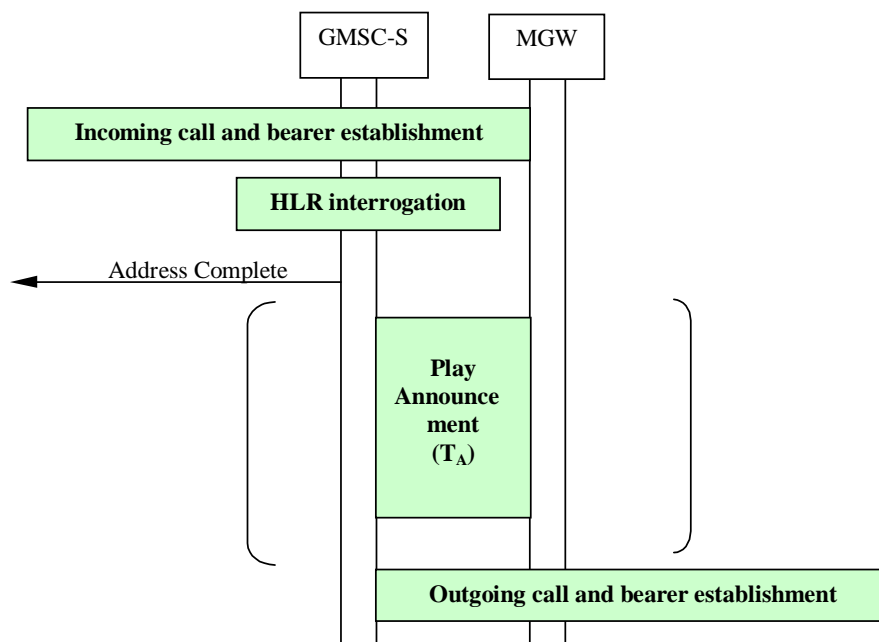 GMSC-S
MGW
Incoming call and bearer establishment
HLR interrogation
Address Complete
Play
Announce
ment
(T_A)
Outgoing call and bearer establishment